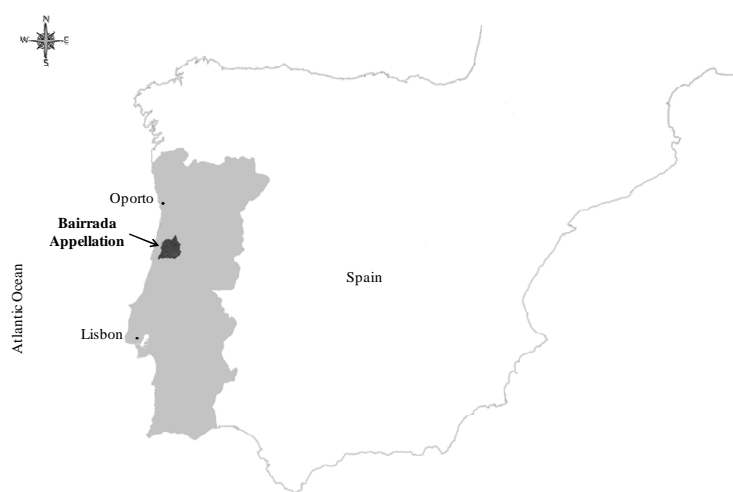 N
W E
S
Oporto
Bairrada
Appellation
Spain
Atlantic Ocean
Lisbon